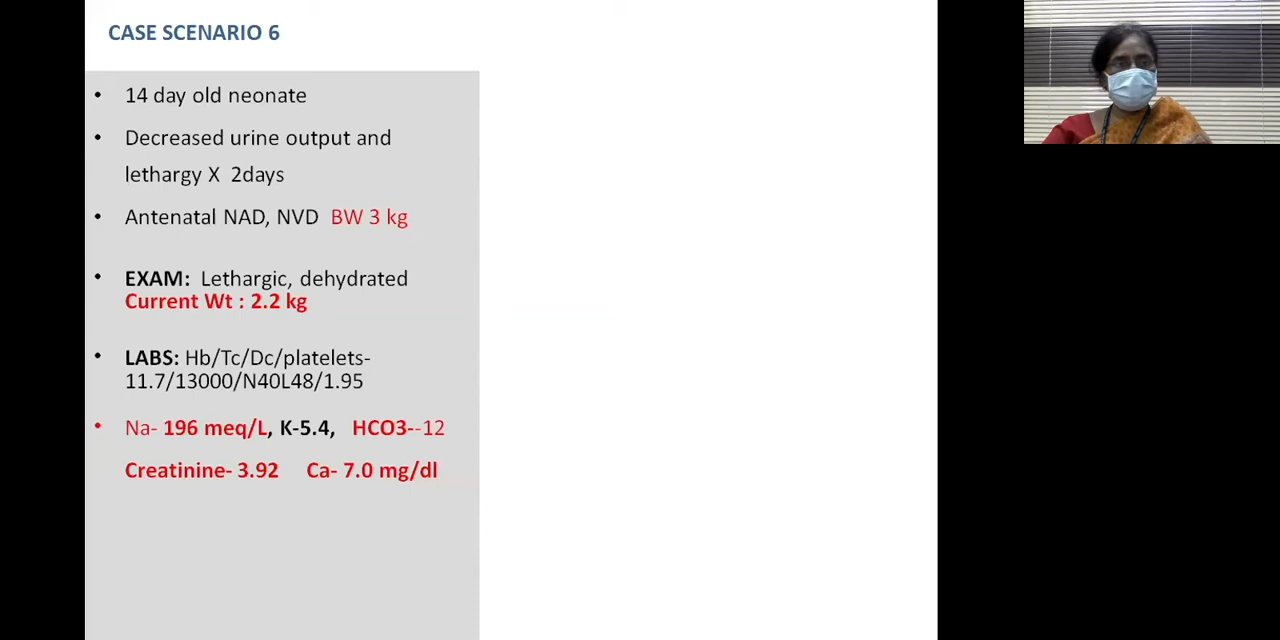 CASE SCENARIO 6
• 14 day old neonate
• Decreased urine output and
lethargy X 2days
• Antenatal NAD, NVD BW 3 kg
• EXAM: Lethargic, dehydrated
Current Wt : 2.2 kg
• LABS: Hb/Tc/Dc/platelets-
11.7/13000/N40L48/1.95
• Na- 196 meq/L, K-5.4, HCO3--12
Creatinine- 3.92 Ca- 7.0 mg/dl